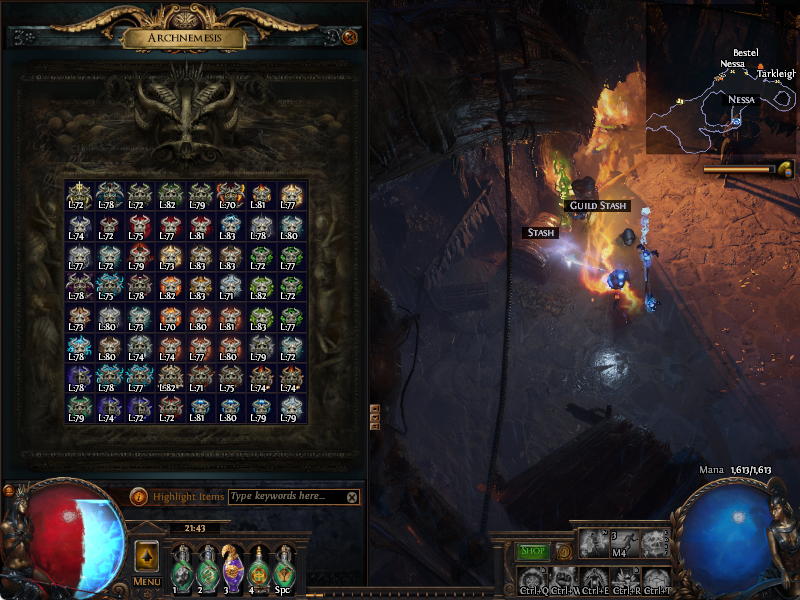 Archnemesis
Bestel
Nessa
Tarkleigh
Nessa
L:72 L:78 L:72 L:82 L:79 L:70 L:81 L:77
L:74 L:72 L:75 L:77 L:81 L:83 L:78 L:80
L:77 L:72 L:79 L:73 L:83 L:83 L:72 L:77
L:78 L:75 L:78 L:82 L:83 L:71 L:82 L:72
L:73 L:80 L:73 L:70 L:80 L:81 L:83 L:77
L:78 L:80 L:74 L:74 L:77 L:80 L:79 L:72
L:78 L:78 L:77 L:82 L:71 L:75 L:74 L:74
L:79 L:74 L:72 L:72 L:81 L:80 L:79 L:79
Guild Stash
Stash
Mana 1,613/1,613
Highlight Items Type keywords here...
21:43
Menu
1 2 3 4 Spc
Shop
3
M4
Ctrl+Q Ctrl+W Ctrl+E Ctrl+R Ctrl+T